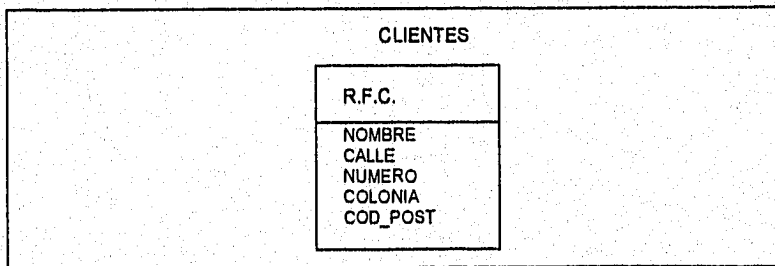 CLIENTES
R.F.C.
NOMBRE
CALLE
NUMERO
COLONIA
COD_POST